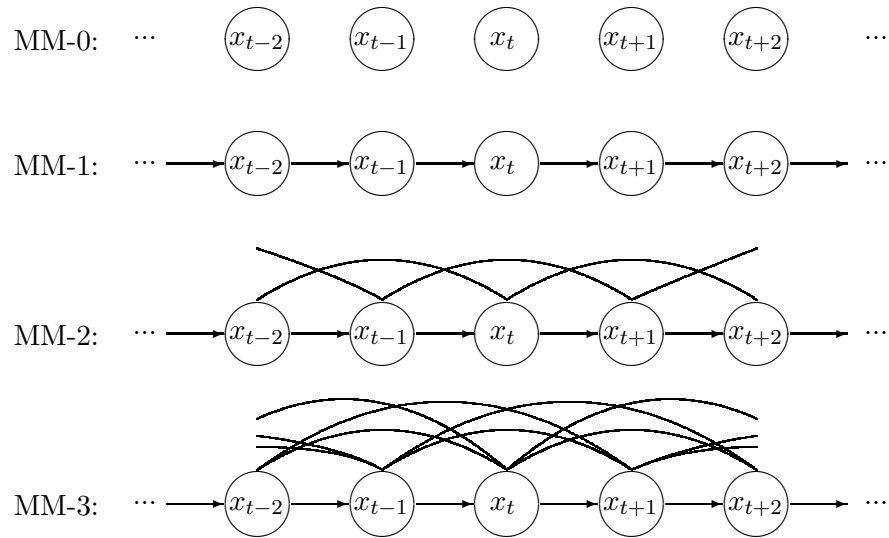 MM-0: ... x_{t−2} x_{t−1} x_t x_{t+1} x_{t+2} ...
MM-1: ... x_{t−2} x_{t−1} x_t x_{t+1} x_{t+2} ...
MM-2: ... x_{t−2} x_{t−1} x_t x_{t+1} x_{t+2} ...
MM-3: ... x_{t−2} x_{t−1} x_t x_{t+1} x_{t+2} ...